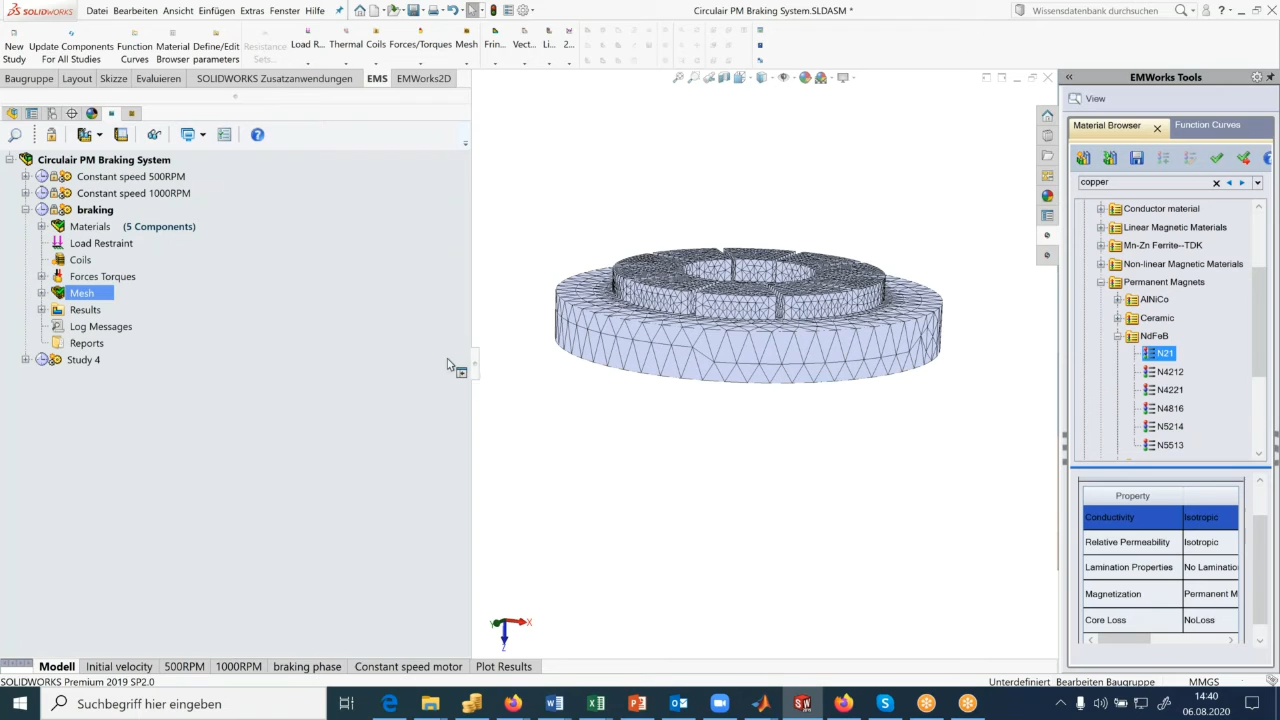 SOLIDWORKS
Datei Bearbeiten Ansicht Einfügen Extras Fenster Hilfe
Circulair PM Braking System.SLDASM *
Wissensdatenbank durchsuchen
New Study
Update Components For All Studies
Function Curves
Material Browser
Define/Edit parameters
Resistance Sets...
Load R...
Thermal
Coils
Forces/Torques
Mesh
Frin...
Vect...
Li...
2...
Baugruppe Layout Skizze Evaluieren SOLIDWORKS Zusatzanwendungen EMS EMWorks2D
Circulair PM Braking System
Constant speed 500RPM
Constant speed 1000RPM
braking
Materials (5 Components)
Load Restraint
Coils
Forces Torques
Mesh
Results
Log Messages
Reports
Study 4
X
Y
Z
EMWorks Tools
View
Material Browser
Function Curves
copper
Conductor material
Linear Magnetic Materials
Mn-Zn Ferrite--TDK
Non-linear Magnetic Materials
Permanent Magnets
AlNiCo
Ceramic
NdFeB
N21
N4212
N4221
N4816
N5214
N5513
Property
Conductivity Isotropic
Relative Permeability Isotropic
Lamination Properties No Laminatio
Magnetization Permanent M
Core Loss NoLoss
Modell Initial velocity 500RPM 1000RPM braking phase Constant speed motor Plot Results
SOLIDWORKS Premium 2019 SP2.0
Unterdefiniert Bearbeiten Baugruppe MMGS
Suchbegriff hier eingeben
14:40
06.08.2020